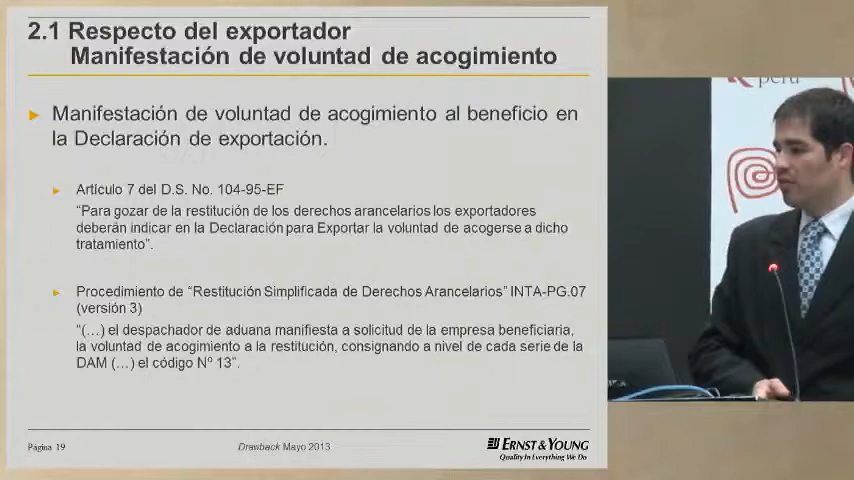 2.1 Respecto del exportador
Manifestación de voluntad de acogimiento
Manifestación de voluntad de acogimiento al beneficio en
la Declaración de exportación.
Artículo 7 del D.S. No. 104-95-EF
“Para gozar de la restitución de los derechos arancelarios los exportadores
deberán indicar en la Declaración para Exportar la voluntad de acogerse a dicho
tratamiento”.
Procedimiento de “Restitución Simplificada de Derechos Arancelarios” INTA-PG.07
(versión 3)
“(…) el despachador de aduana manifiesta a solicitud de la empresa beneficiaria,
la voluntad de acogimiento a la restitución, consignando a nivel de cada serie de la
DAM (…) el código Nº 13”.
Página 19
Drawback Mayo 2013
ERNST & YOUNG
Quality In Everything We Do
perú